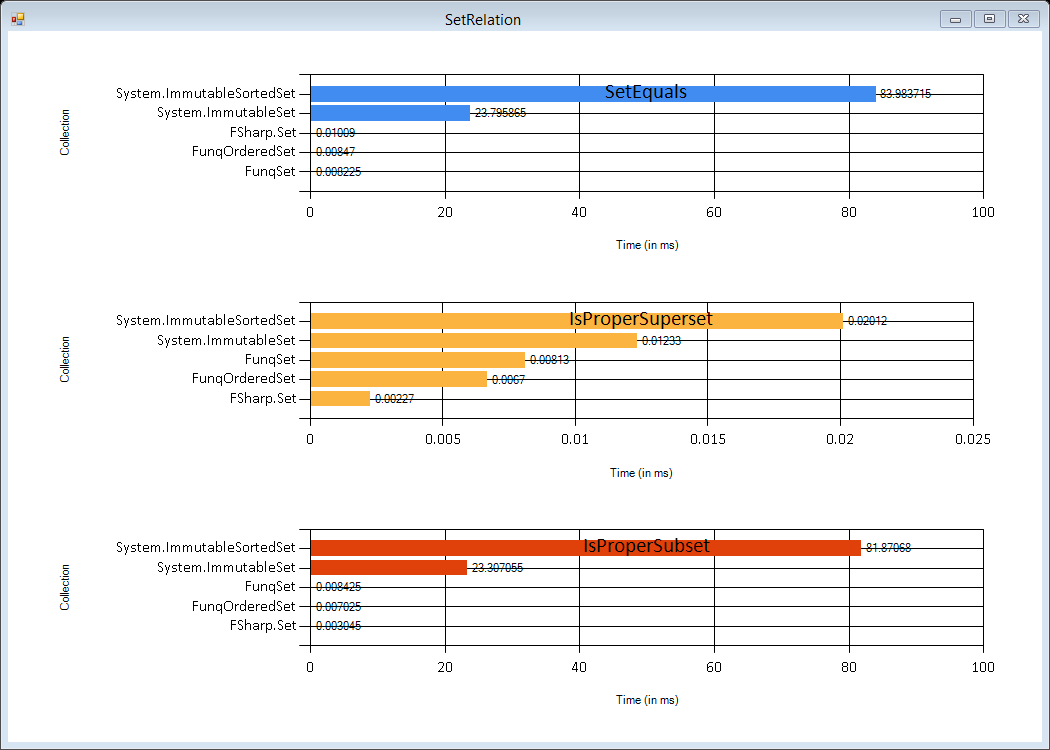 SetRelation
SetEquals
Collection
System.ImmutableSortedSet 83.983715
System.ImmutableSet 23.795865
FSharp.Set 0.01009
FunqOrderedSet 0.00847
FunqSet 0.008225
0 20 40 60 80 100
Time (in ms)
IsProperSuperset
Collection
System.ImmutableSortedSet 0.02012
System.ImmutableSet 0.01233
FunqSet 0.00813
FunqOrderedSet 0.0067
FSharp.Set 0.00227
0 0.005 0.01 0.015 0.02 0.025
Time (in ms)
IsProperSubset
Collection
System.ImmutableSortedSet 81.87068
System.ImmutableSet 23.307055
FunqSet 0.008425
FunqOrderedSet 0.007025
FSharp.Set 0.003045
0 20 40 60 80 100
Time (in ms)